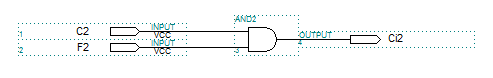 AND2
1 C2 INPUT VCC
OUTPUT
4 Ci2
2 F2 INPUT VCC
3